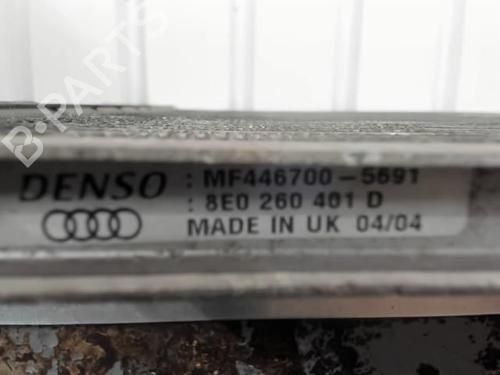 B-PARTS
DENSO : MF446700-5691
: 8E0 260 401 D
MADE IN UK 04/04